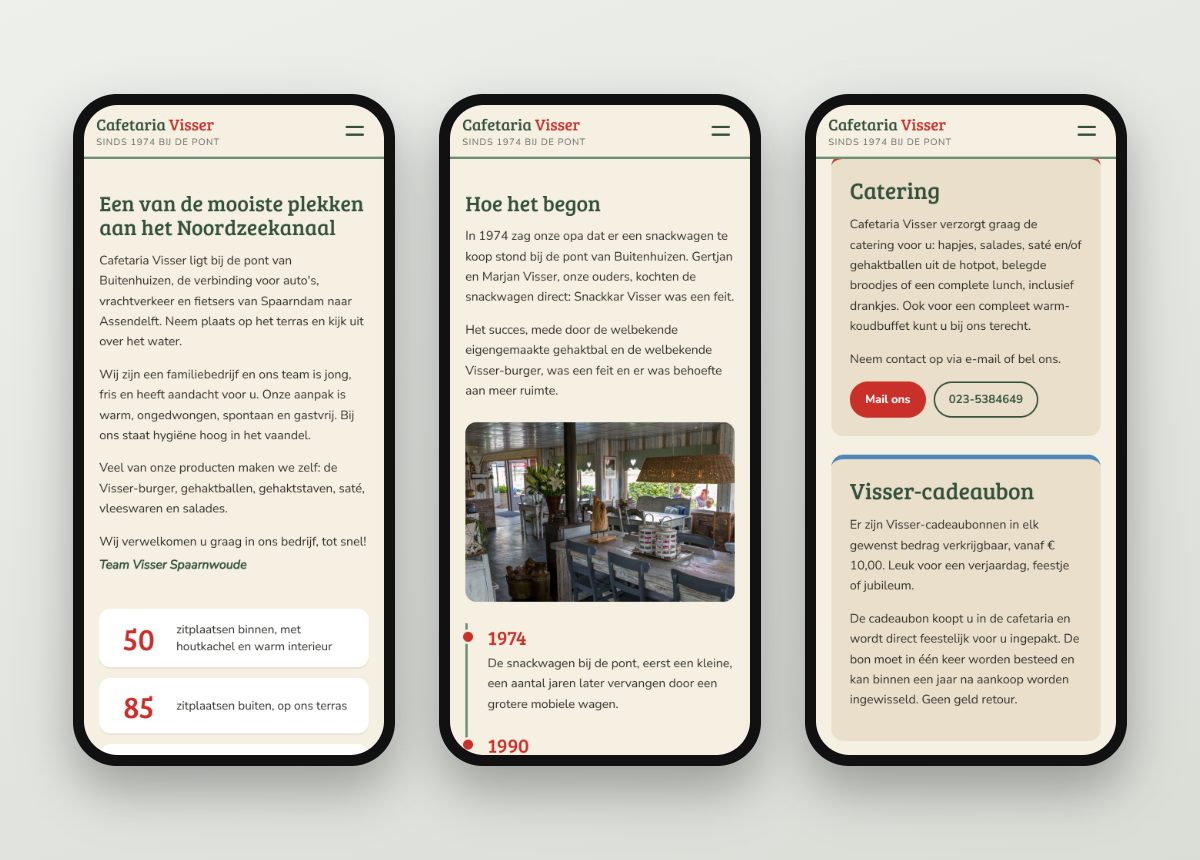 Cafetaria Visser
SINDS 1974 BIJ DE PONT
Een van de mooiste plekken
aan het Noordzeekanaal
Cafetaria Visser ligt bij de pont van
Buitenhuizen, de verbinding voor auto's,
vrachtverkeer en fietsers van Spaarndam naar
Assendelft. Neem plaats op het terras en kijk uit
over het water.
Wij zijn een familiebedrijf en ons team is jong,
fris en heeft aandacht voor u. Onze aanpak is
warm, ongedwongen, spontaan en gastvrij. Bij
ons staat hygiëne hoog in het vaandel.
Veel van onze producten maken we zelf: de
Visser-burger, gehaktballen, gehaktstaven, saté,
vleeswaren en salades.
Wij verwelkomen u graag in ons bedrijf, tot snel!
Team Visser Spaarnwoude
50
zitplaatsen binnen, met
houtkachel en warm interieur
85
zitplaatsen buiten, op ons terras
Cafetaria Visser
SINDS 1974 BIJ DE PONT
Hoe het begon
In 1974 zag onze opa dat er een snackwagen te
koop stond bij de pont van Buitenhuizen. Gertjan
en Marjan Visser, onze ouders, kochten de
snackwagen direct: Snackkar Visser was een feit.
Het succes, mede door de welbekende
eigengemaakte gehaktbal en de welbekende
Visser-burger, was een feit en er was behoefte
aan meer ruimte.
1974
De snackwagen bij de pont, eerst een kleine,
een aantal jaren later vervangen door een
grotere mobiele wagen.
1990
Cafetaria Visser
SINDS 1974 BIJ DE PONT
Catering
Cafetaria Visser verzorgt graag de
catering voor u: hapjes, salades, saté en/of
gehaktballen uit de hotpot, belegde
broodjes of een complete lunch, inclusief
drankjes. Ook voor een compleet warm-
koudbuffet kunt u bij ons terecht.
Neem contact op via e-mail of bel ons.
Mail ons
023-5384649
Visser-cadeaubon
Er zijn Visser-cadeaubonnen in elk
gewenst bedrag verkrijgbaar, vanaf €
10,00. Leuk voor een verjaardag, feestje
of jubileum.
De cadeaubon koopt u in de cafetaria en
wordt direct feestelijk voor u ingepakt. De
bon moet in één keer worden besteed en
kan binnen een jaar na aankoop worden
ingewisseld. Geen geld retour.